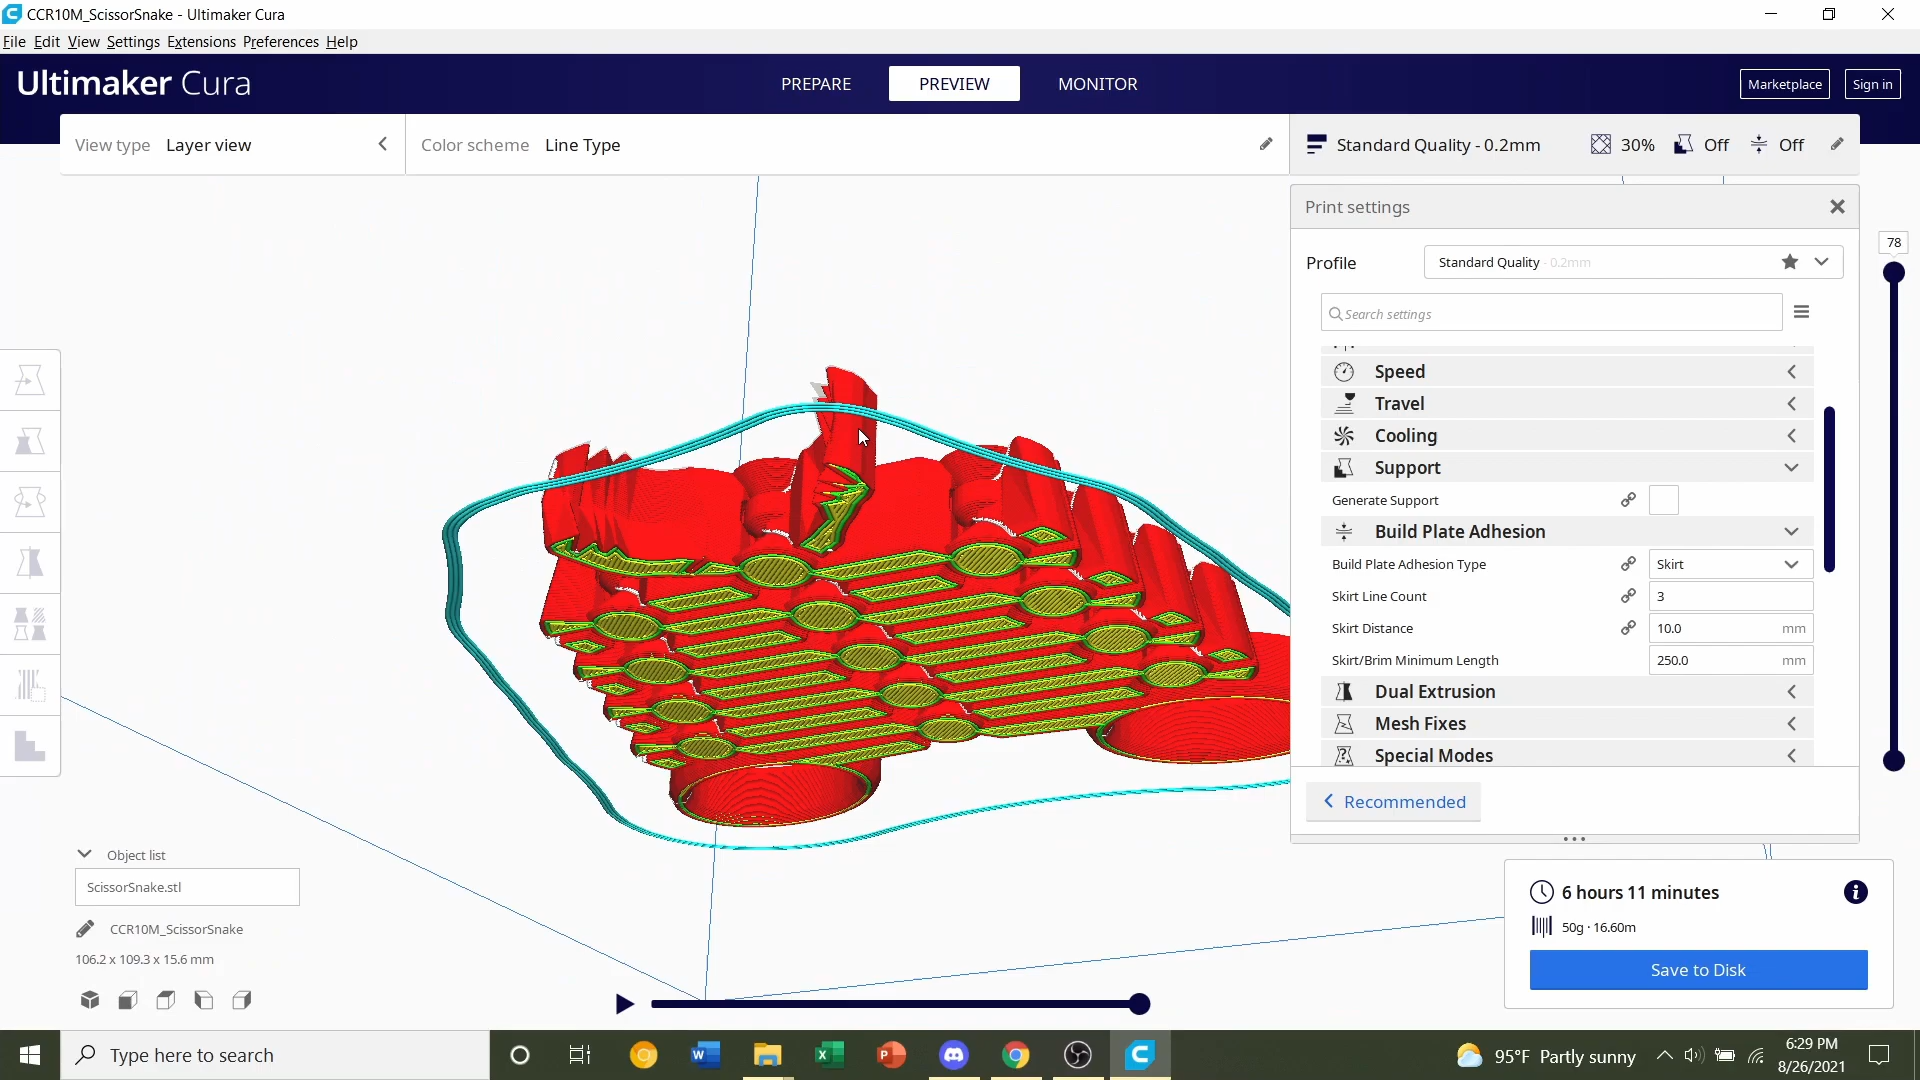 CCR10M_ScissorSnake - Ultimaker Cura
File Edit View Settings Extensions Preferences Help
Ultimaker Cura
PREPARE
PREVIEW
MONITOR
Marketplace
Sign in
View type Layer view
Color scheme Line Type
Standard Quality - 0.2mm
30%
Off
Off
Print settings
78
Profile
Standard Quality - 0.2mm
Search settings
Speed
Travel
Cooling
Support
Generate Support
Build Plate Adhesion
Build Plate Adhesion Type
Skirt
Skirt Line Count
3
Skirt Distance
10.0 mm
Skirt/Brim Minimum Length
250.0 mm
Dual Extrusion
Mesh Fixes
Special Modes
Recommended
Object list
ScissorSnake.stl
CCR10M_ScissorSnake
106.2 x 109.3 x 15.6 mm
6 hours 11 minutes
50g · 16.60m
Save to Disk
Type here to search
95°F Partly sunny
6:29 PM
8/26/2021